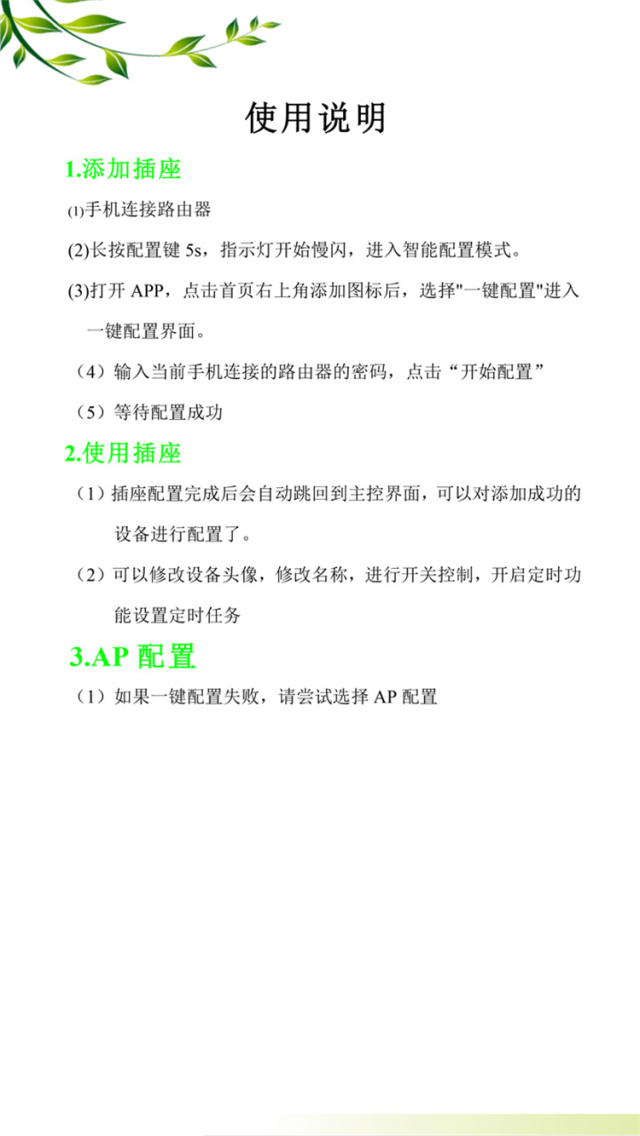 使用说明
1.添加插座
(1)手机连接路由器
(2)长按配置键 5s，指示灯开始慢闪，进入智能配置模式。
(3)打开 APP，点击首页右上角添加图标后，选择"一键配置"进入
一键配置界面。
（4）输入当前手机连接的路由器的密码，点击“开始配置”
（5）等待配置成功
2.使用插座
（1）插座配置完成后会自动跳回到主控界面，可以对添加成功的
设备进行配置了。
（2）可以修改设备头像，修改名称，进行开关控制，开启定时功
能设置定时任务
3.AP 配置
（1）如果一键配置失败，请尝试选择 AP 配置